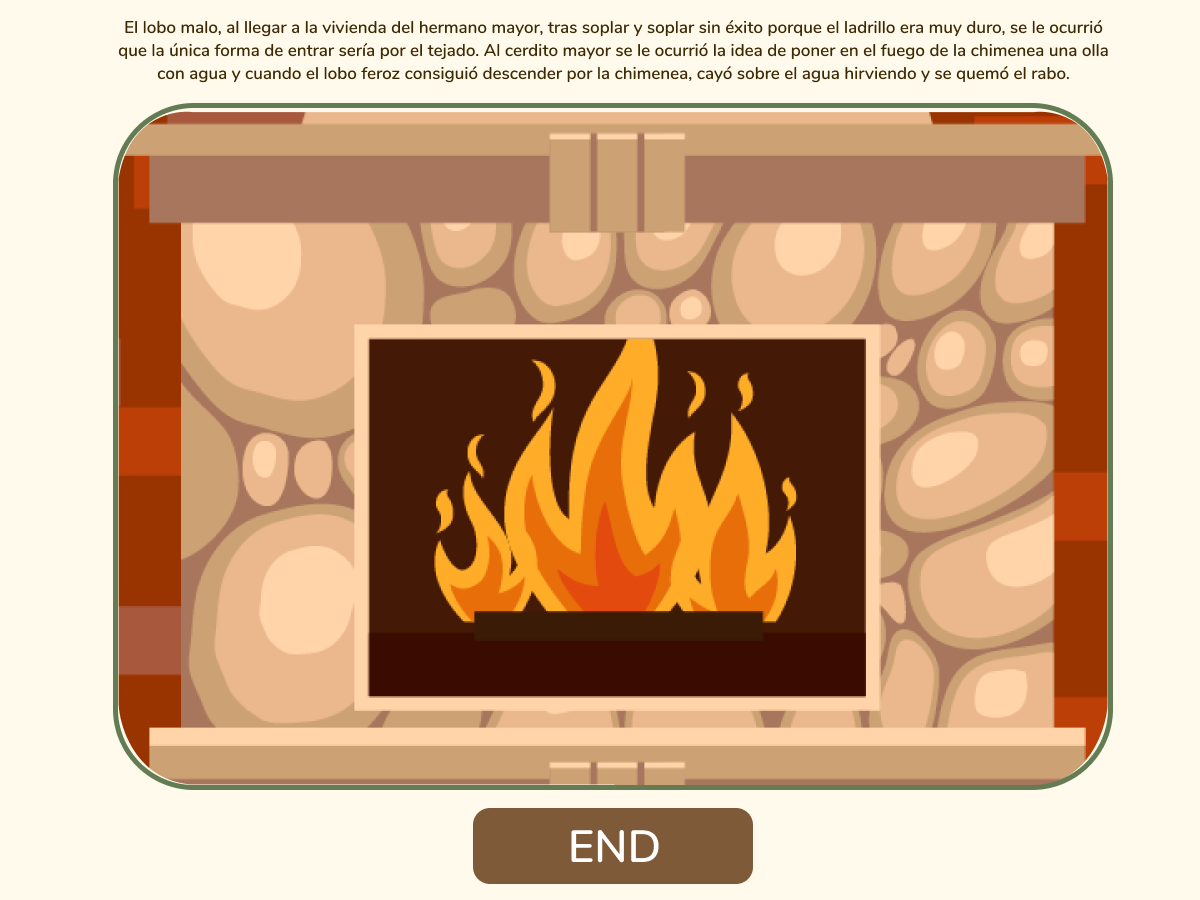 El lobo malo, al llegar a la vivienda del hermano mayor, tras soplar y soplar sin éxito porque el ladrillo era muy duro, se le ocurrió
que la única forma de entrar sería por el tejado. Al cerdito mayor se le ocurrió la idea de poner en el fuego de la chimenea una olla
con agua y cuando el lobo feroz consiguió descender por la chimenea, cayó sobre el agua hirviendo y se quemó el rabo.
END